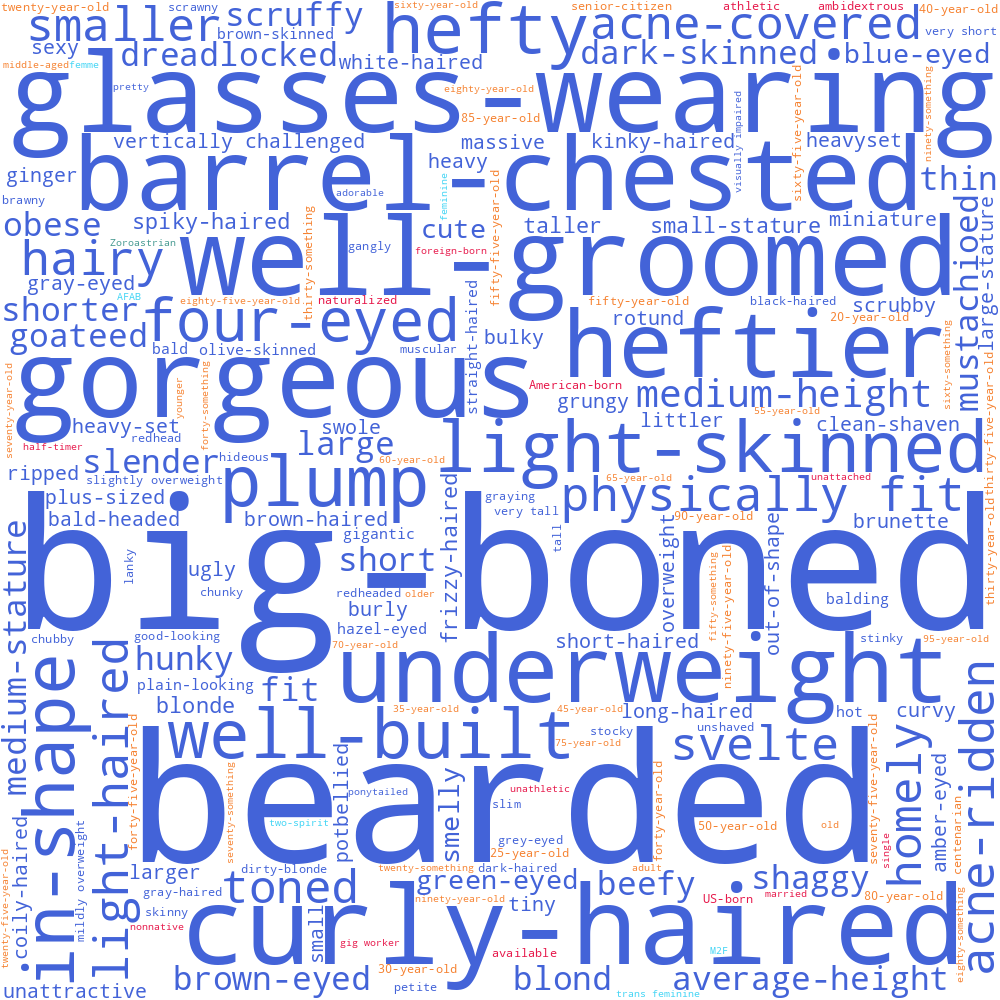 twenty-year-old
scrawny
sixty-year-old
senior-citizen
athletic
ambidextrous
40-year-old
smaller
scruffy
hefty
acne-covered
very short
sexy
brown-skinned
dreadlocked
white-haired
dark-skinned
blue-eyed
middle-aged
femme
pretty
glasses-wearing
eighty-year-old
85-year-old
visually impaired
sixty-five-year-old
ninety-something
vertically challenged
massive
kinky-haired
heavyset
barrel-chested
heavy
ginger
thin
brawny
adorable
feminine
fifty-five-year-old
obese
spiky-haired
cute
taller
small-stature
miniature
mustachioed
large-stature
Zoroastrian
thirty-something
gangly
foreign-born
hairy
well-groomed
gray-eyed
AFAB
eighty-five-year-old
naturalized
fifty-year-old
black-haired
scrubby
shorter
four-eyed
straight-haired
rotund
20-year-old
goateed
bald
olive-skinned
muscular
bulky
heftier
sixty-something
seventy-year-old
gorgeous
younger
forty-something
American-born
grungy
medium-height
thirty-five-year-old
55-year-old
heavy-set
redhead
swole
littler
clean-shaven
half-timer
slender
hideous
large
60-year-old
light-skinned
ripped
slightly overweight
plump
65-year-old
unattached
plus-sized
graying
physically fit
thirty-year-old
bald-headed
brown-haired
very tall
90-year-old
brunette
medium-stature
big-boned
gigantic
frizzy-haired
tall
overweight
out-of-shape
lanky
ugly
short
fifty-something
ninety-five-year-old
chunky
redheaded
older
balding
burly
chubby
good-looking
hazel-eyed
short-haired
stinky
95-year-old
in-shape
light-haired
hunky
70-year-old
underweight
acne-ridden
plain-looking
fit
blonde
35-year-old
45-year-old
long-haired
hot
curvy
well-built
stocky
unshaved
forty-five-year-old
75-year-old
svelte
homely
amber-eyed
seventy-something
potbellied
ponytailed
smelly
unathletic
forty-year-old
seventy-five-year-old
bearded
slim
two-spirit
50-year-old
old
single
centenarian
coily-haired
mildly overweight
twenty-five-year-old
grey-eyed
25-year-old
larger
dirty-blonde
twenty-something
dark-haired
adult
gray-haired
toned
green-eyed
beefy
shaggy
skinny
ninety-year-old
tiny
US-born
married
80-year-old
nonnative
small
curly-haired
eighty-something
gig worker
available
M2F
brown-eyed
30-year-old
blond
average-height
unattractive
petite
trans feminine